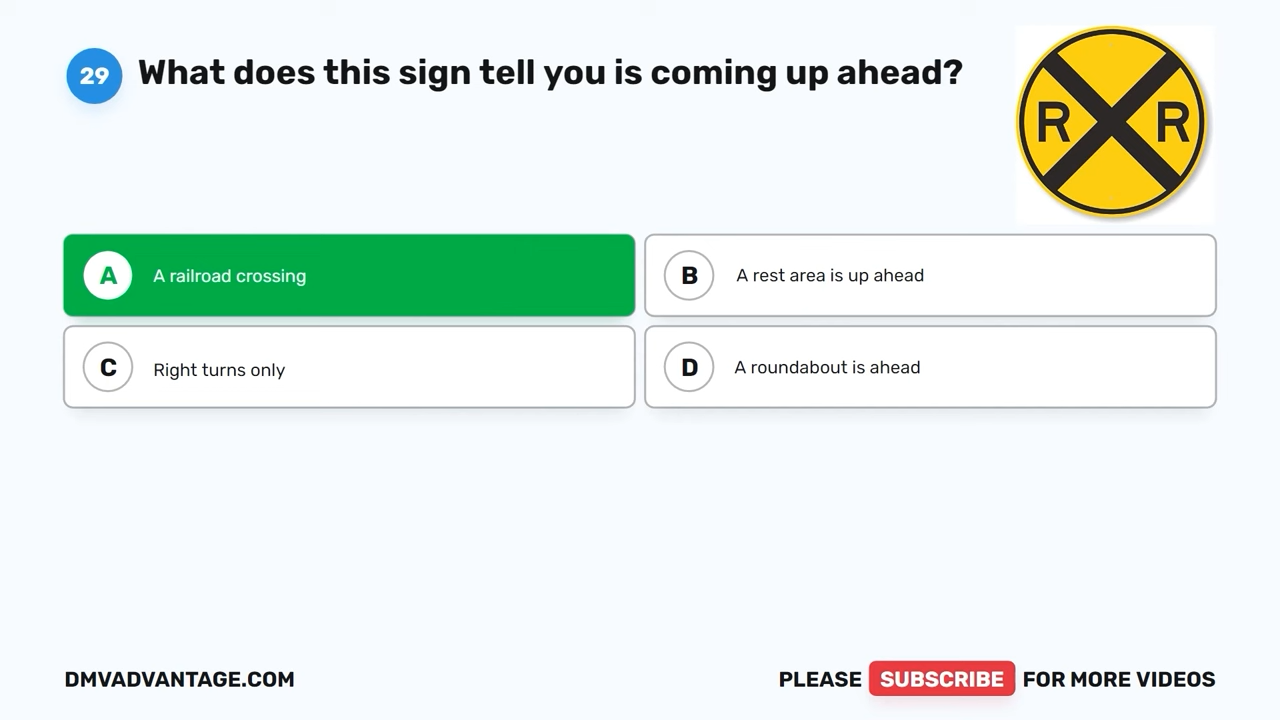 29 What does this sign tell you is coming up ahead?
R R
A A railroad crossing
B A rest area is up ahead
C Right turns only
D A roundabout is ahead
DMVADVANTAGE.COM
PLEASE SUBSCRIBE FOR MORE VIDEOS